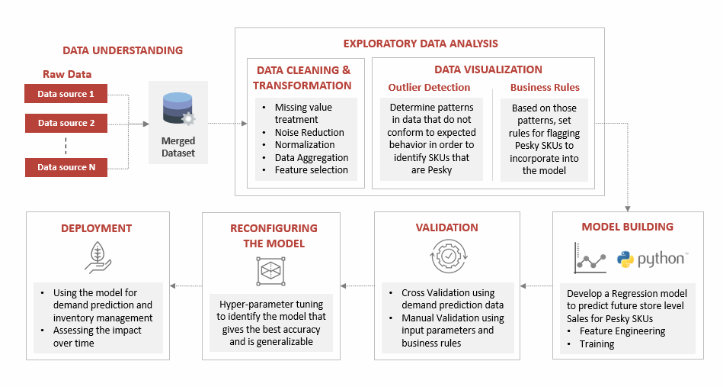 DATA UNDERSTANDING
Raw Data
Data source 1
Data source 2
Data source N
Merged
Dataset
EXPLORATORY DATA ANALYSIS
DATA CLEANING &
TRANSFORMATION
• Missing value
treatment
• Noise Reduction
• Normalization
• Data Aggregation
• Feature selection
DATA VISUALIZATION
Outlier Detection
Determine patterns
in data that do not
conform to expected
behavior in order to
identify SKUs that
are Pesky
Business Rules
Based on those
patterns, set
rules for flagging
Pesky SKUs to
incorporate into
the model
MODEL BUILDING
python™
Develop a Regression model
to predict future store level
Sales for Pesky SKUs
• Feature Engineering
• Training
VALIDATION
• Cross Validation using
demand prediction data
• Manual Validation using
input parameters and
business rules
RECONFIGURING
THE MODEL
Hyper-parameter tuning
to identify the model that
gives the best accuracy
and is generalizable
DEPLOYMENT
• Using the model for
demand prediction and
inventory management
• Assessing the impact
over time